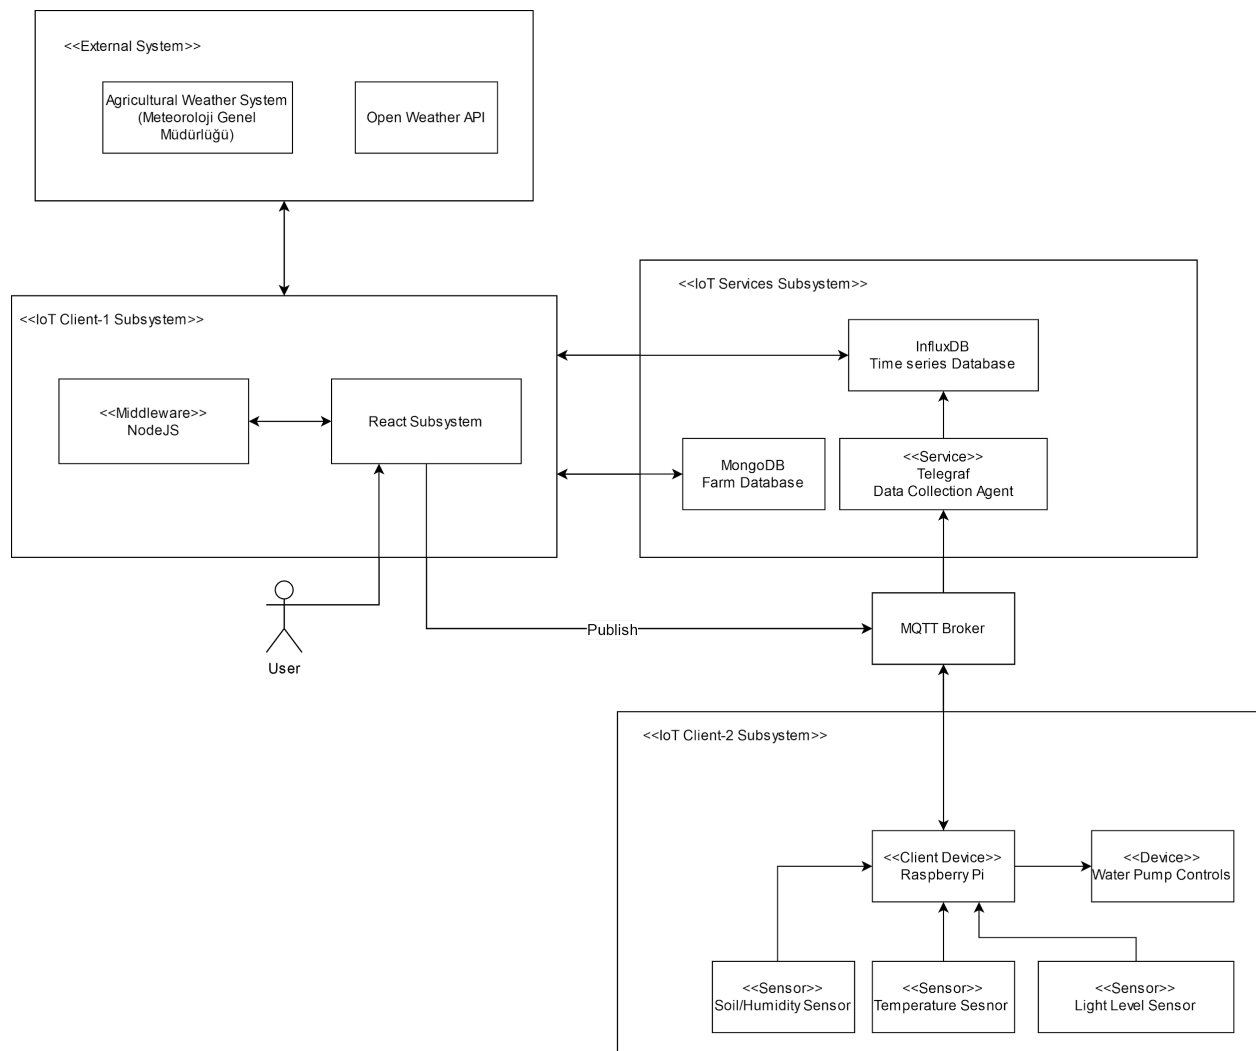 <<External System>>
Agricultural Weather System
(Meteoroloji Genel
Müdürlüğü)
Open Weather API
<<IoT Services Subsystem>>
<<IoT Client-1 Subsystem>>
InfluxDB
Time series Database
<<Middleware>>
NodeJS
React Subsystem
MongoDB
Farm Database
<<Service>>
Telegraf
Data Collection Agent
User
Publish
MQTT Broker
<<IoT Client-2 Subsystem>>
<<Client Device>>
Raspberry Pi
<<Device>>
Water Pump Controls
<<Sensor>>
Soil/Humidity Sensor
<<Sensor>>
Temperature Sesnor
<<Sensor>>
Light Level Sensor